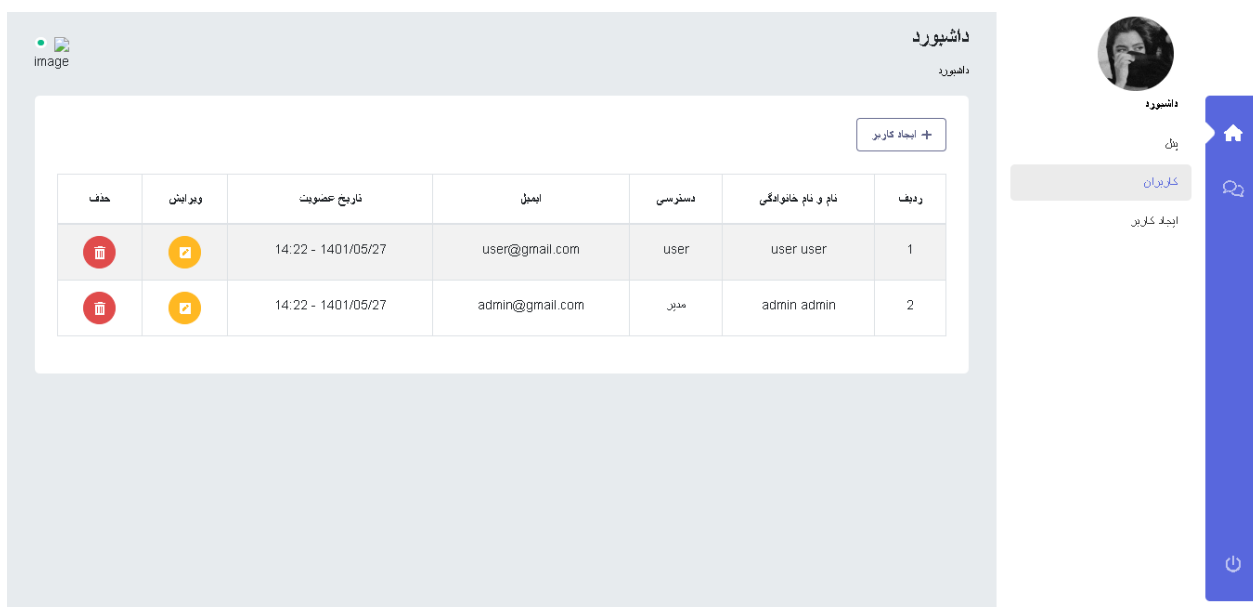 داشبورد
داشبورد
image
+ ایجاد کاربر
ردیف نام و نام خانوادگی دسترسی ایمیل تاریخ عضویت ویرایش حذف
1 user user user user@gmail.com 14:22 - 1401/05/27
2 admin admin مدیر admin@gmail.com 14:22 - 1401/05/27
داشبورد
پنل
کاربران
ایجاد کاربر